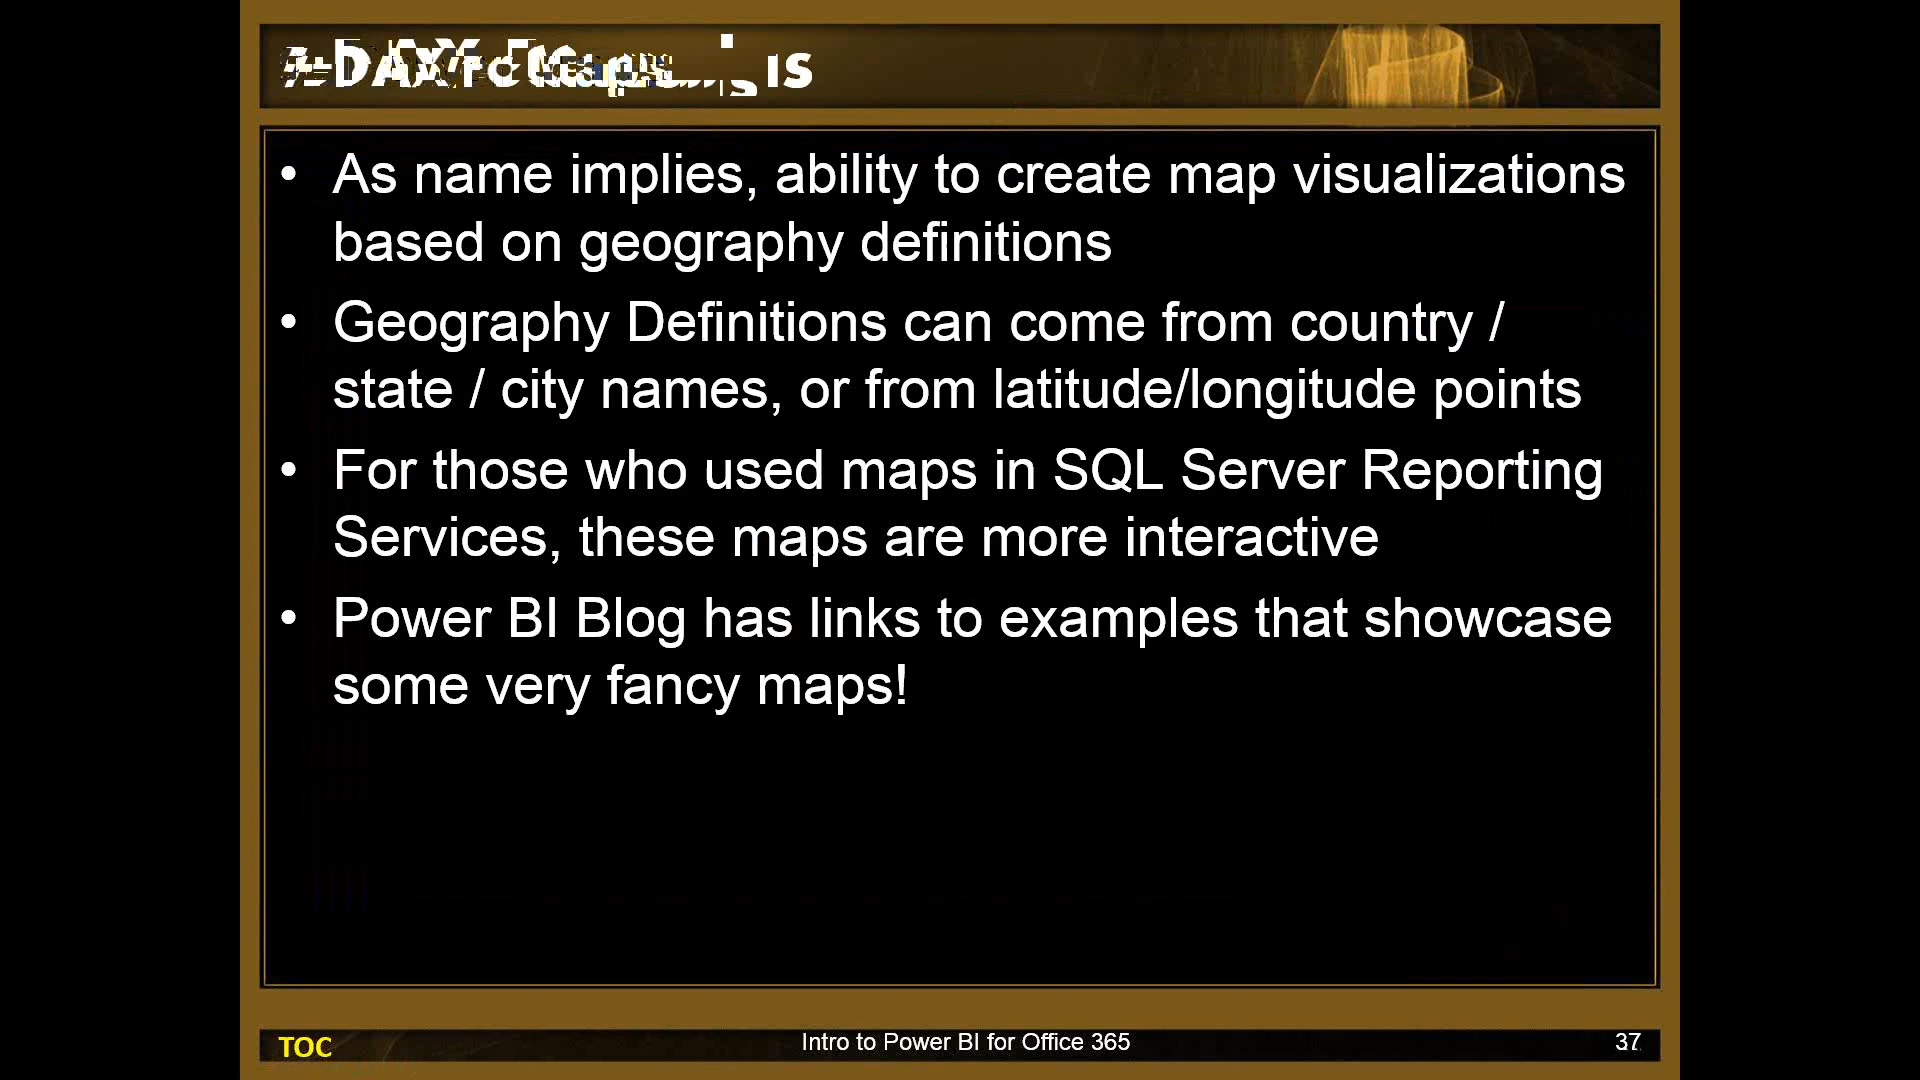 • As name implies, ability to create map visualizations
based on geography definitions
• Geography Definitions can come from country /
state / city names, or from latitude/longitude points
• For those who used maps in SQL Server Reporting
Services, these maps are more interactive
• Power BI Blog has links to examples that showcase
some very fancy maps!
TOC
Intro to Power BI for Office 365
37